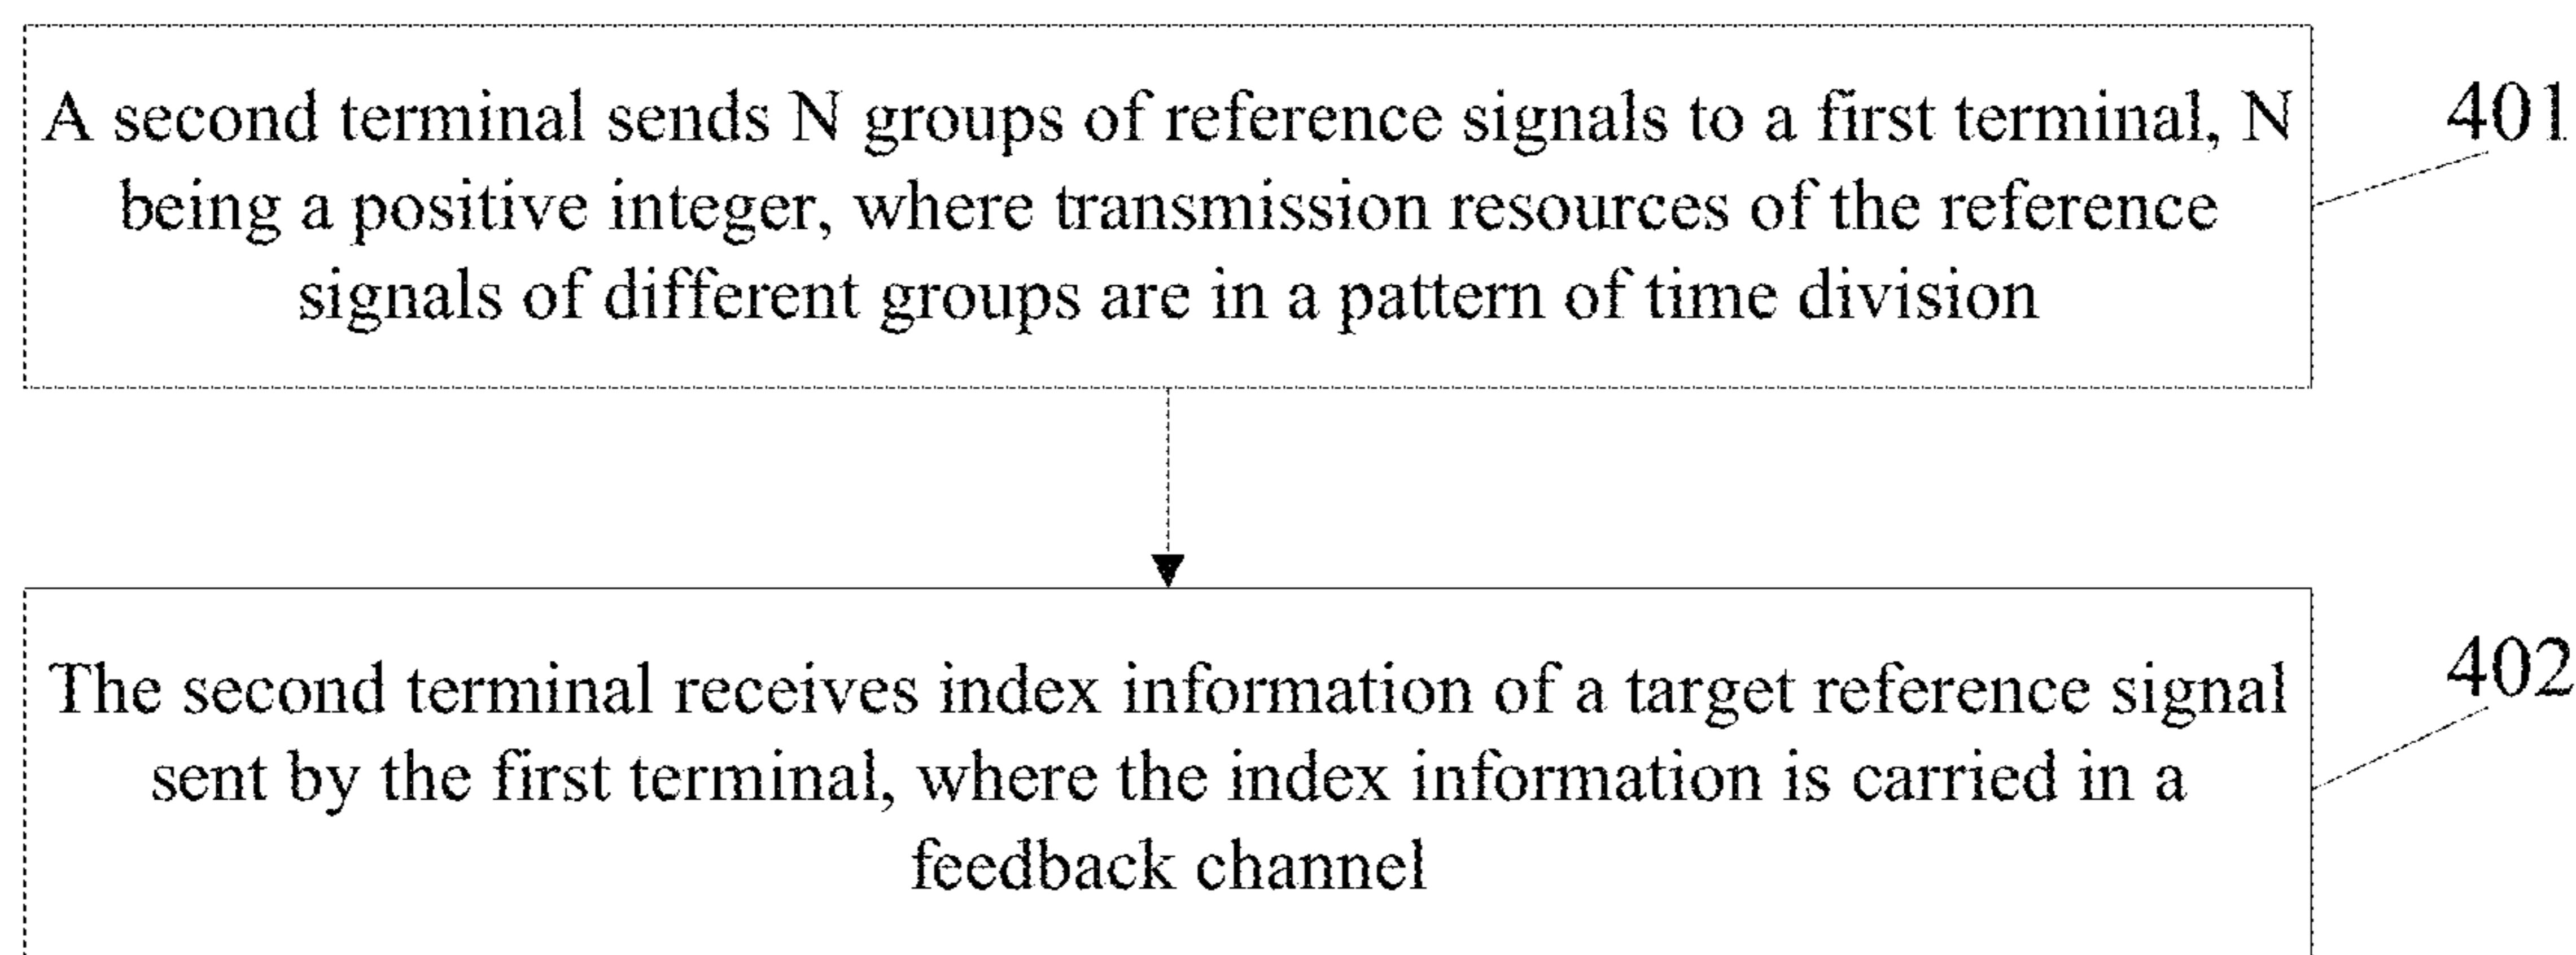 A second terminal sends N groups of reference signals to a first terminal, N
being a positive integer, where transmission resources of the reference
signals of different groups are in a pattern of time division
401
The second terminal receives index information of a target reference signal
sent by the first terminal, where the index information is carried in a
feedback channel
402